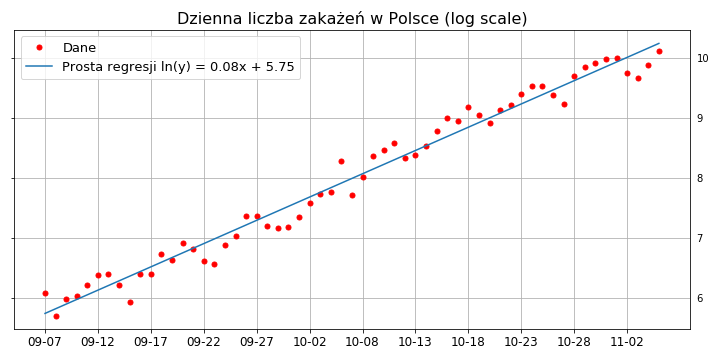 Dzienna liczba zakażeń w Polsce (log scale)
Dane
Prosta regresji ln(y) = 0.08x + 5.75
10
9
8
7
6
09-07 09-12 09-17 09-22 09-27 10-02 10-08 10-13 10-18 10-23 10-28 11-02